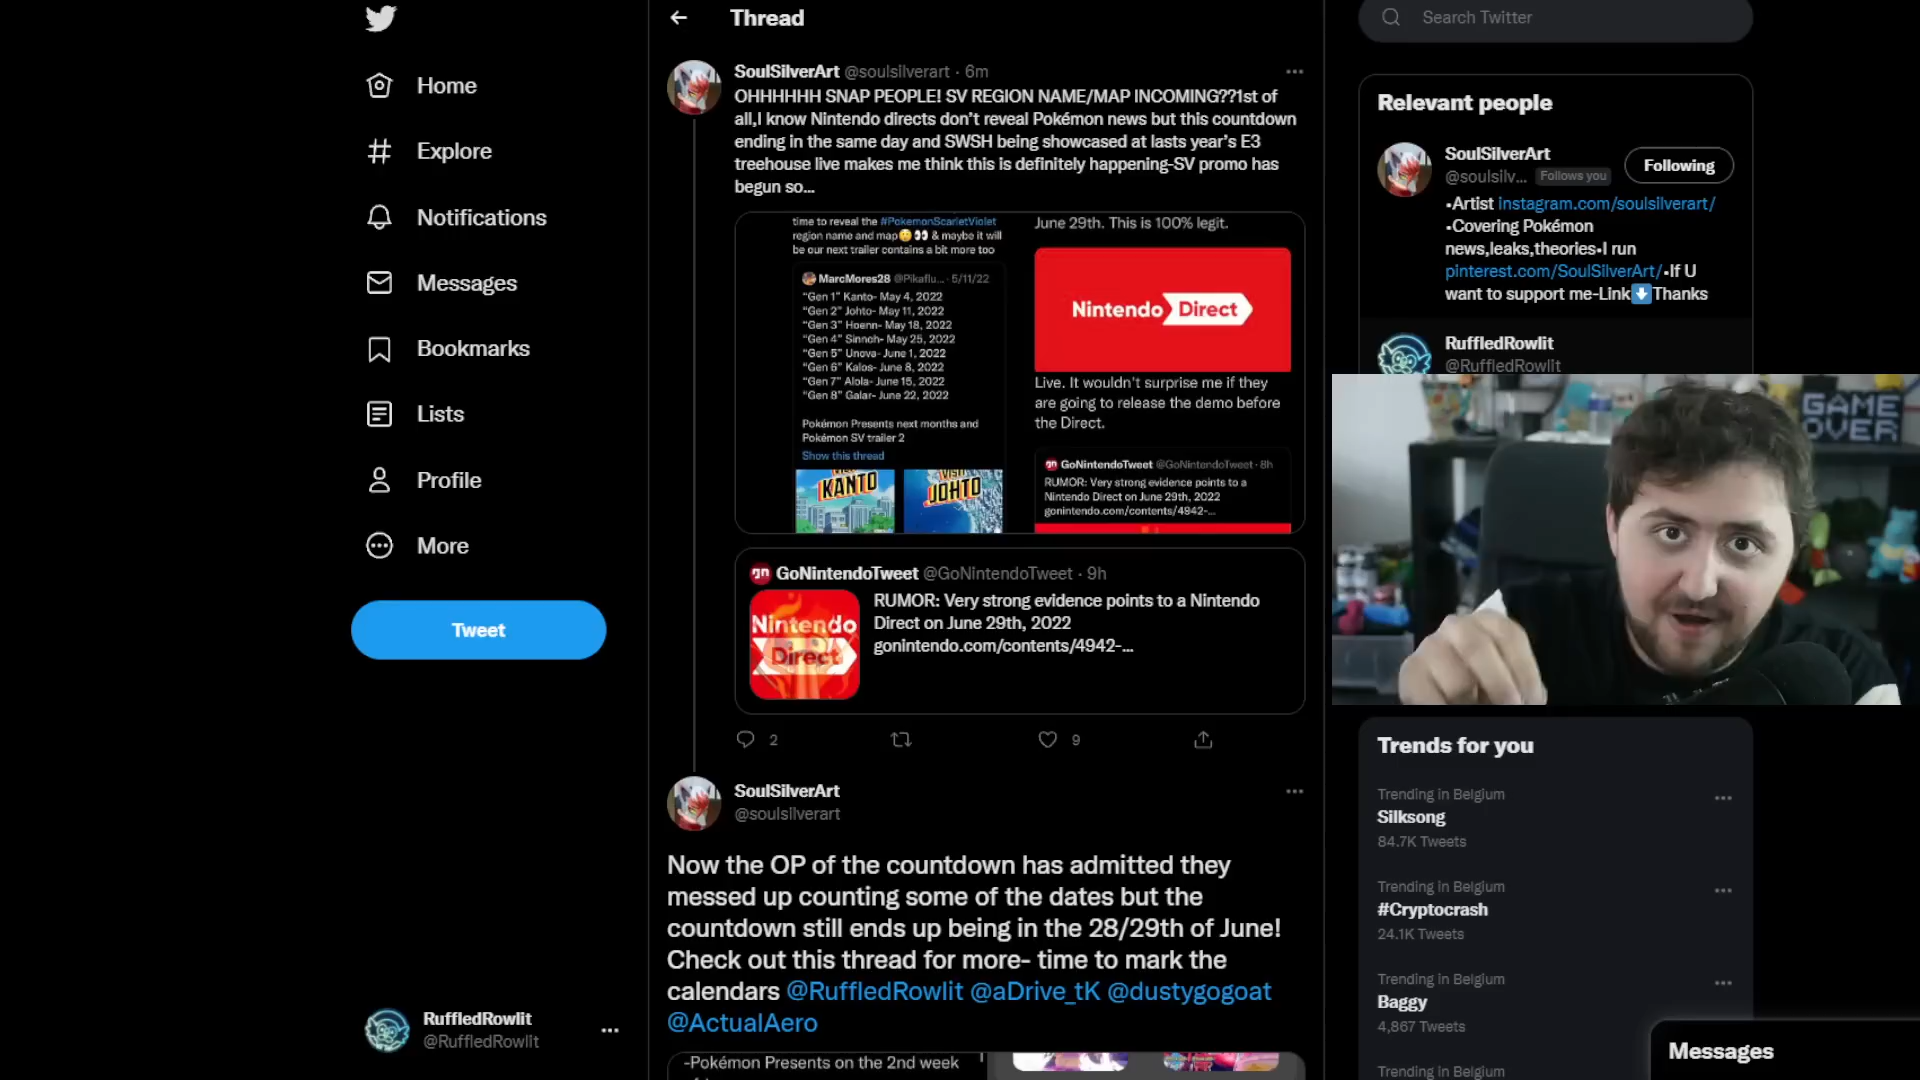 Home
Explore
Notifications
Messages
Bookmarks
Lists
Profile
More
Tweet
RuffledRowlit
@RuffledRowlit
Thread
SoulSilverArt @soulsilverart · 6m
OHHHHHH SNAP PEOPLE! SV REGION NAME/MAP INCOMING??1st of
all,I know Nintendo directs don't reveal Pokémon news but this countdown
ending in the same day and SWSH being showcased at lasts year's E3
treehouse live makes me think this is definitely happening-SV promo has
begun so...
time to reveal the #PokemonScarletViolet
region name and map😳👀 & maybe it will
be our next trailer contains a bit more too
MarcMores28 @Pikaflu... · 5/11/22
“Gen 1” Kanto- May 4, 2022
“Gen 2” Johto- May 11, 2022
“Gen 3” Hoenn- May 18, 2022
“Gen 4” Sinnoh- May 25, 2022
“Gen 5” Unova- June 1, 2022
“Gen 6” Kalos- June 8, 2022
“Gen 7” Alola- June 15, 2022
“Gen 8” Galar- June 22, 2022
Pokémon Presents next months and
Pokémon SV trailer 2
Show this thread
KANTO
VISIT
JOHTO
June 29th. This is 100% legit.
Nintendo Direct
Live. It wouldn't surprise me if they
are going to release the demo before
the Direct.
GoNintendoTweet @GoNintendoTweet · 8h
RUMOR: Very strong evidence points to a
Nintendo Direct on June 29th, 2022
gonintendo.com/contents/4942-...
gn GoNintendoTweet @GoNintendoTweet · 9h
Nintendo
Direct
RUMOR: Very strong evidence points to a Nintendo
Direct on June 29th, 2022
gonintendo.com/contents/4942-...
2
9
SoulSilverArt
@soulsilverart
Now the OP of the countdown has admitted they
messed up counting some of the dates but the
countdown still ends up being in the 28/29th of June!
Check out this thread for more- time to mark the
calendars @RuffledRowlit @aDrive_tK @dustygogoat
@ActualAero
-Pokémon Presents on the 2nd week
Search Twitter
Relevant people
SoulSilverArt
@soulsilv... Follows you
Following
•Artist instagram.com/soulsilverart/
•Covering Pokémon
news,leaks,theories•I run
pinterest.com/SoulSilverArt/•If U
want to support me-Link⬇Thanks
RuffledRowlit
@RuffledRowlit
GAME
OVER
Trends for you
Trending in Belgium
Silksong
84.7K Tweets
Trending in Belgium
#Cryptocrash
24.1K Tweets
Trending in Belgium
Baggy
4,867 Tweets
Trending in Belgium
Messages